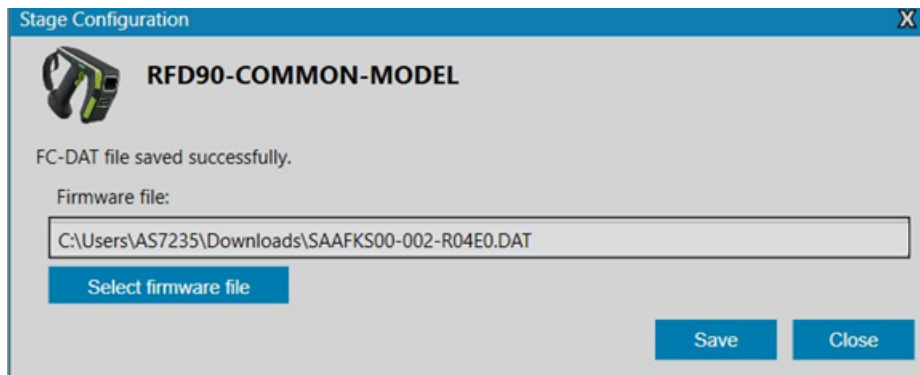 Stage Configuration X
RFD90-COMMON-MODEL
FC-DAT file saved successfully.
Firmware file:
C:\Users\AS7235\Downloads\SAAFKS00-002-R04E0.DAT
Select firmware file
Save Close